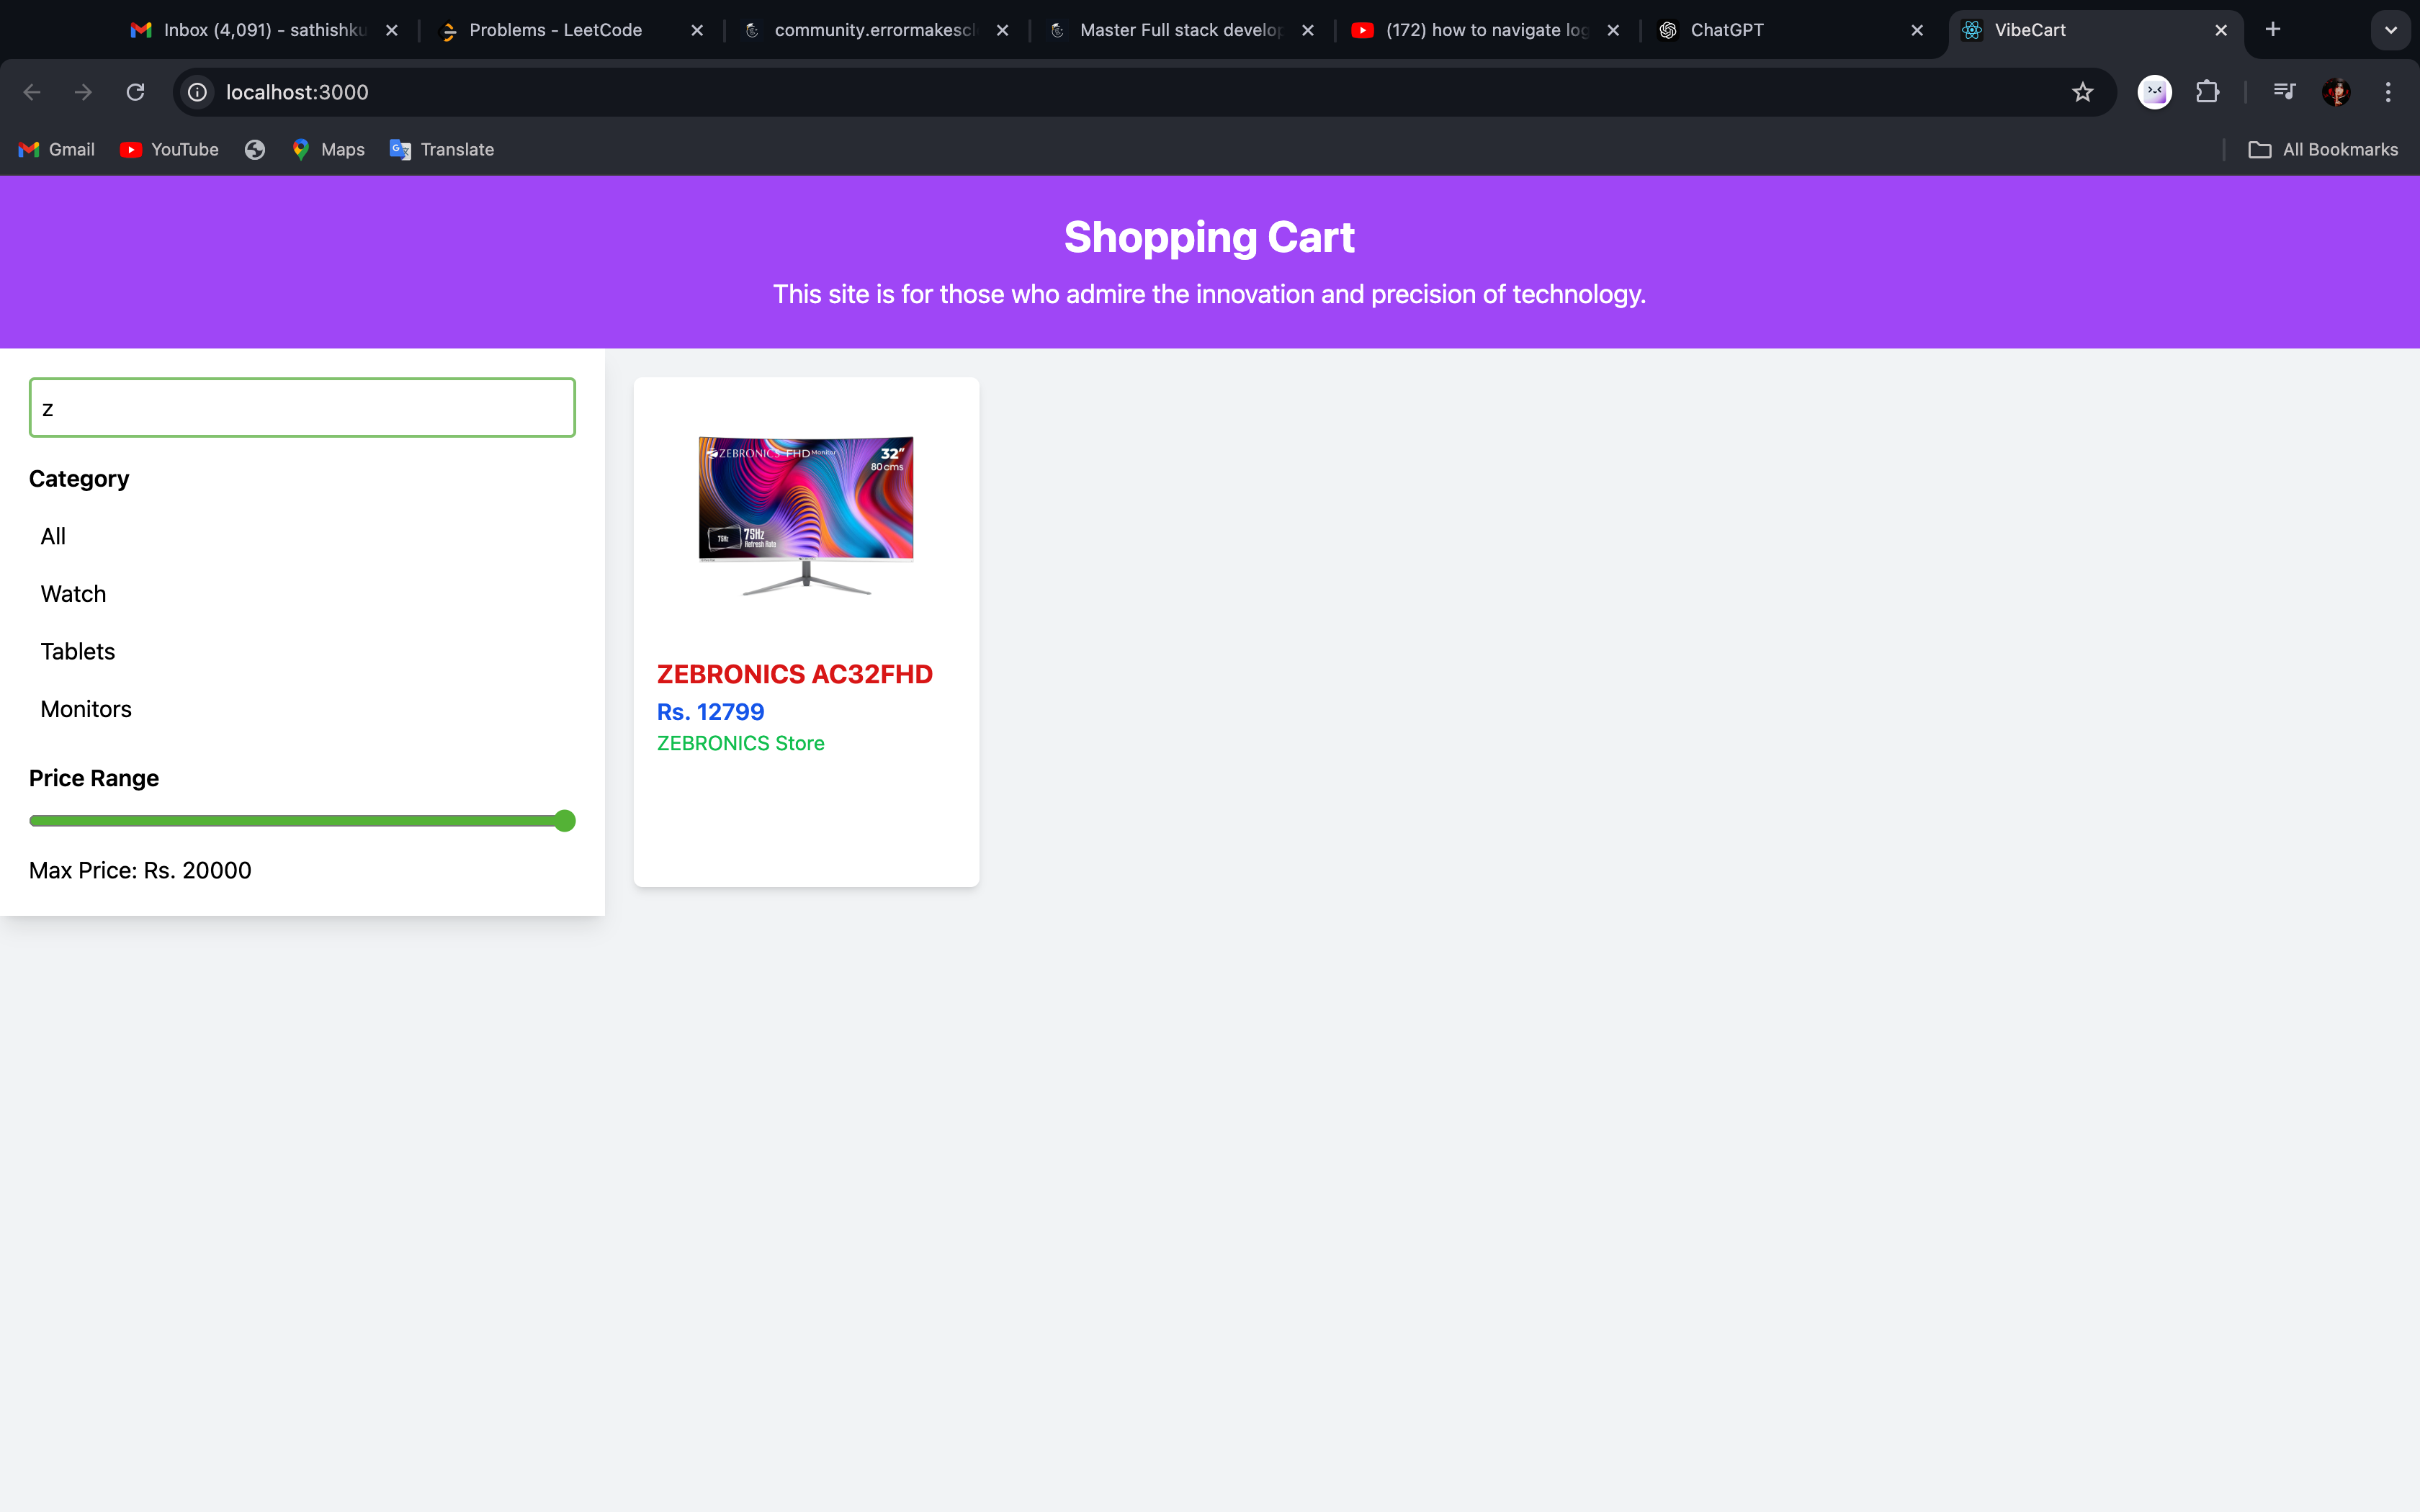 Inbox (4,091) - sathishku
Problems - LeetCode
community.errormakescl
Master Full stack develop
(172) how to navigate log
ChatGPT
VibeCart
localhost:3000
Gmail
YouTube
Maps
Translate
All Bookmarks
Shopping Cart
This site is for those who admire the innovation and precision of technology.
z
Category
All
Watch
Tablets
Monitors
Price Range
Max Price: Rs. 20000
ZEBRONICS FHD Monitor
32"
80 cms
75Hz
75Hz
Refresh Rate
ZEBRONICS AC32FHD
Rs. 12799
ZEBRONICS Store